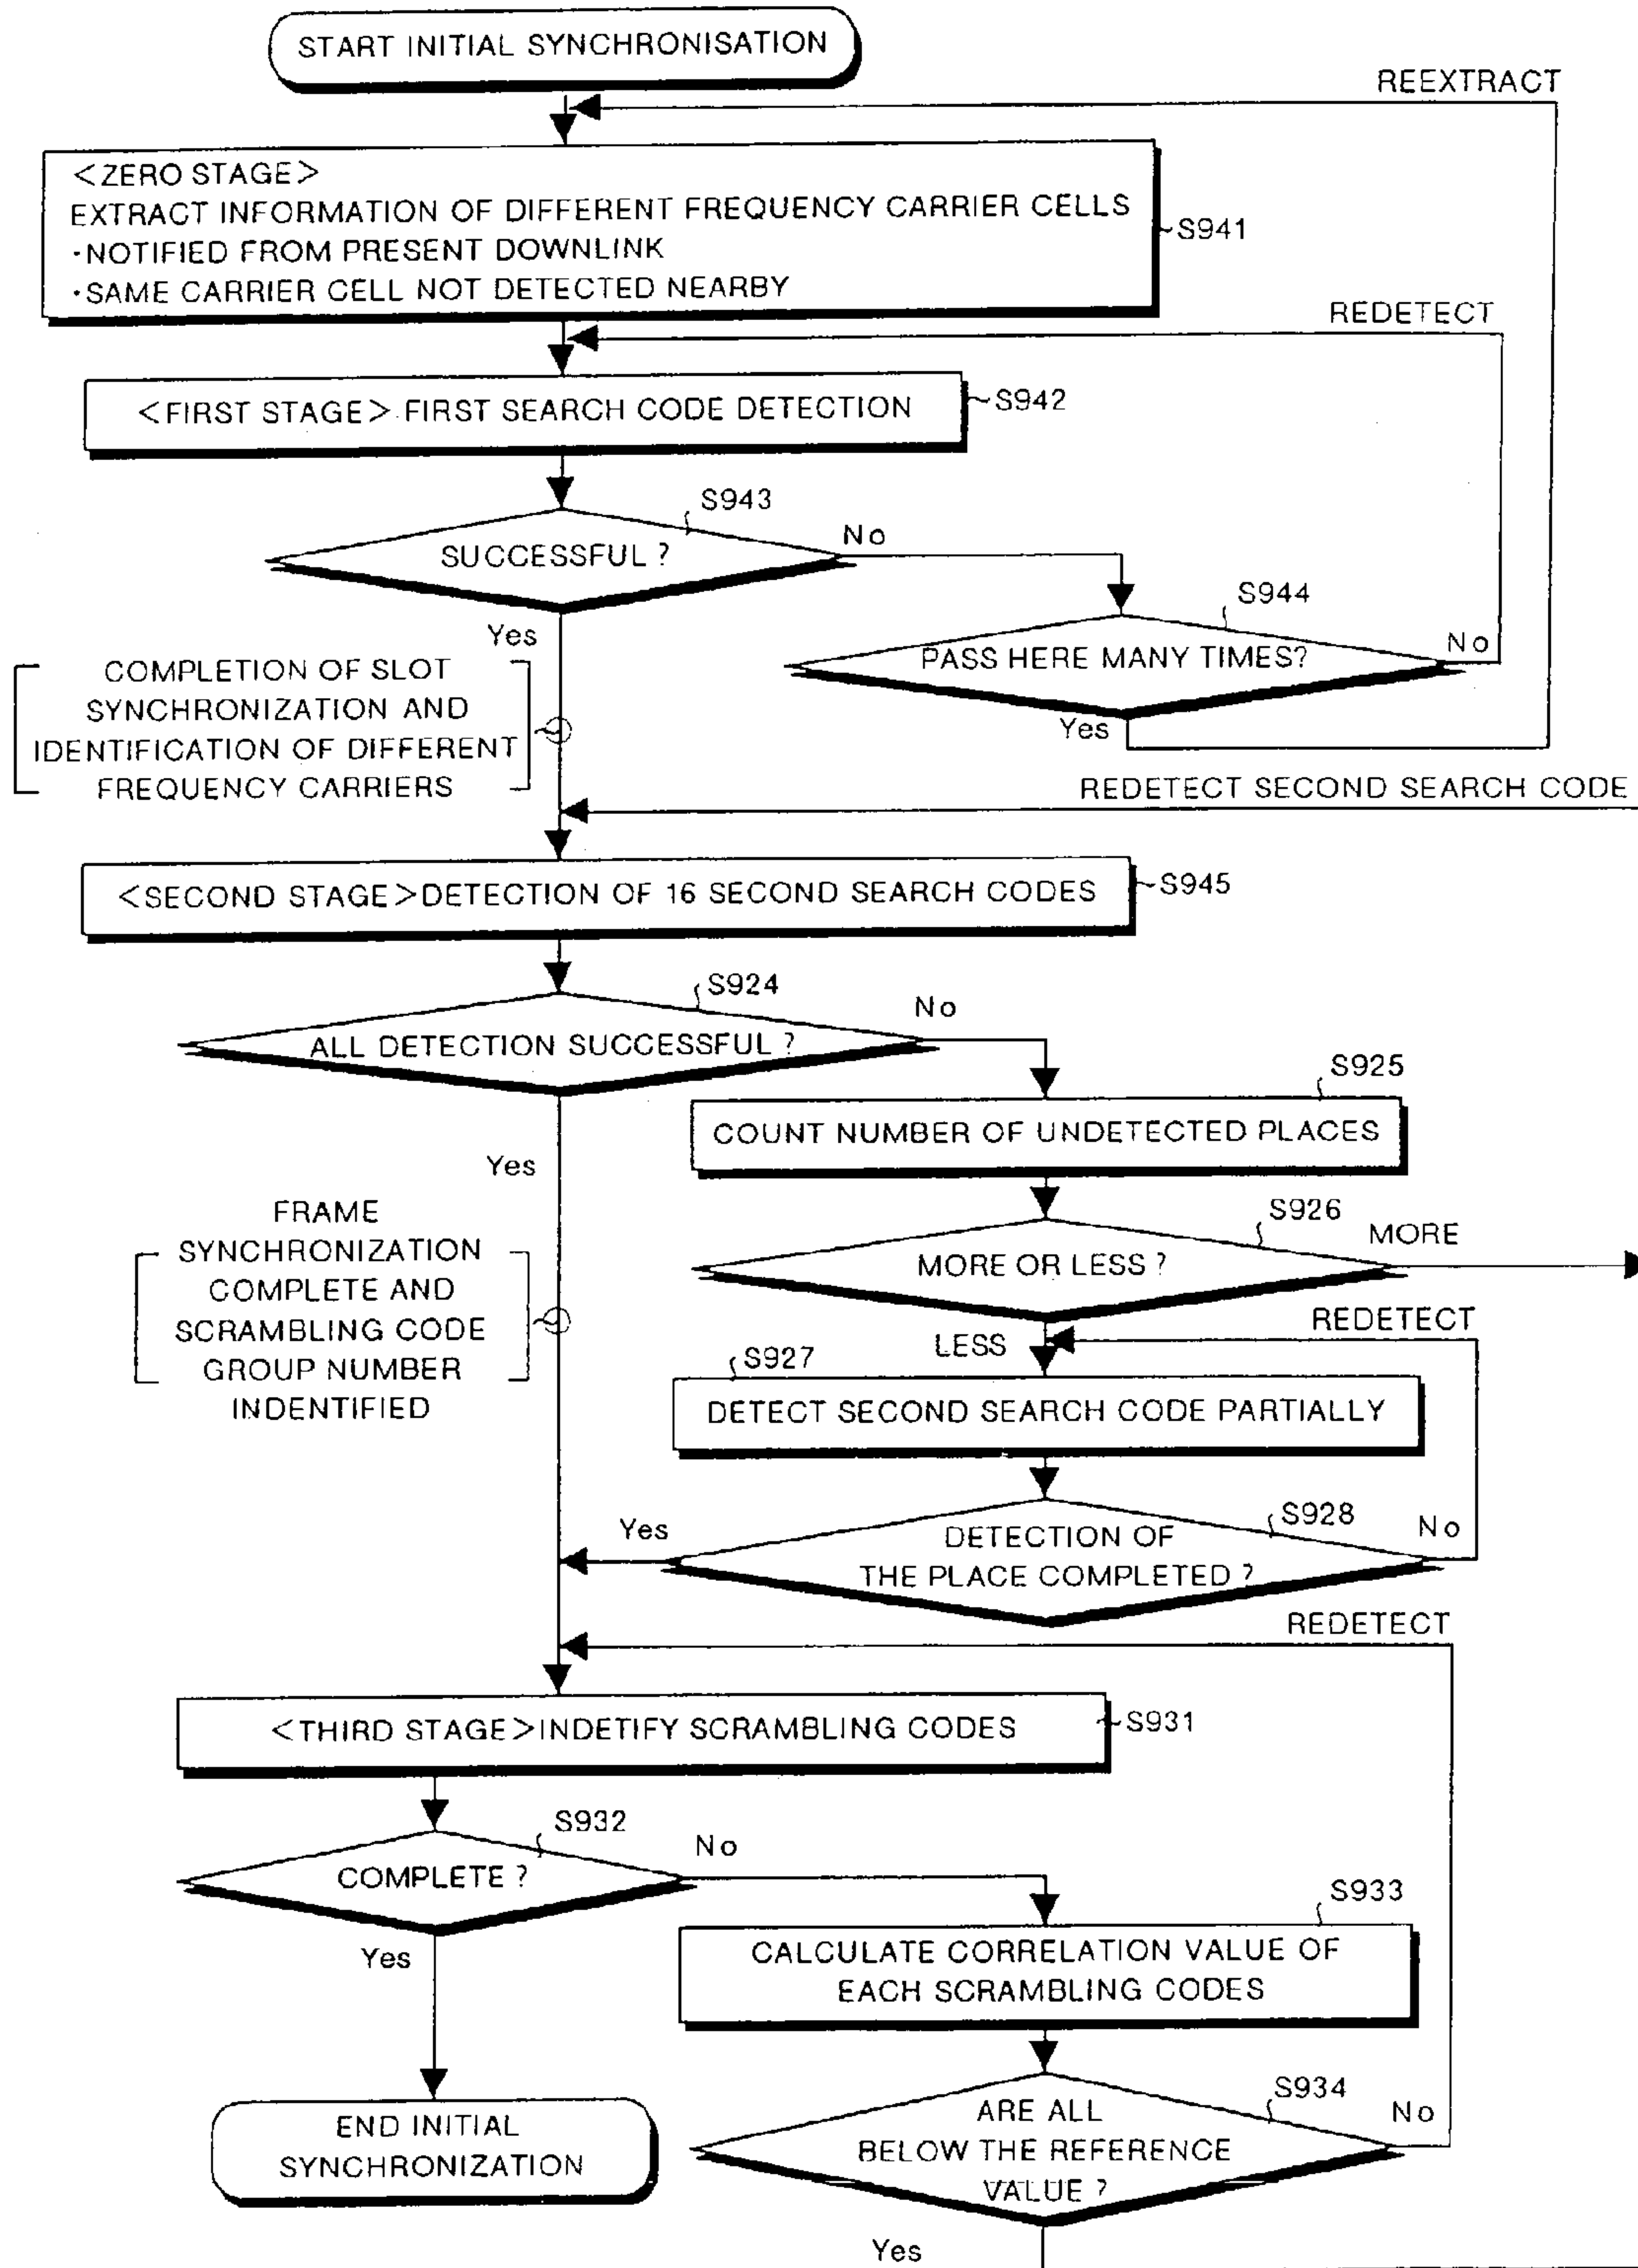 START INITIAL SYNCHRONISATION
REEXTRACT
<ZERO STAGE>
EXTRACT INFORMATION OF DIFFERENT FREQUENCY CARRIER CELLS
·NOTIFIED FROM PRESENT DOWNLINK
·SAME CARRIER CELL NOT DETECTED NEARBY
S941
REDETECT
<FIRST STAGE> FIRST SEARCH CODE DETECTION
S942
S943
SUCCESSFUL ?
No
S944
PASS HERE MANY TIMES?
No
Yes
Yes
COMPLETION OF SLOT
SYNCHRONIZATION AND
IDENTIFICATION OF DIFFERENT
FREQUENCY CARRIERS
REDETECT SECOND SEARCH CODE
<SECOND STAGE>DETECTION OF 16 SECOND SEARCH CODES
S945
S924
ALL DETECTION SUCCESSFUL ?
No
S925
COUNT NUMBER OF UNDETECTED PLACES
Yes
FRAME
SYNCHRONIZATION
COMPLETE AND
SCRAMBLING CODE
GROUP NUMBER
INDENTIFIED
S926
MORE OR LESS ?
MORE
REDETECT
LESS
S927
DETECT SECOND SEARCH CODE PARTIALLY
S928
DETECTION OF
THE PLACE COMPLETED ?
Yes
No
REDETECT
<THIRD STAGE>INDETIFY SCRAMBLING CODES
S931
S932
COMPLETE ?
No
Yes
S933
CALCULATE CORRELATION VALUE OF
EACH SCRAMBLING CODES
S934
ARE ALL
BELOW THE REFERENCE
VALUE ?
No
Yes
END INITIAL
SYNCHRONIZATION